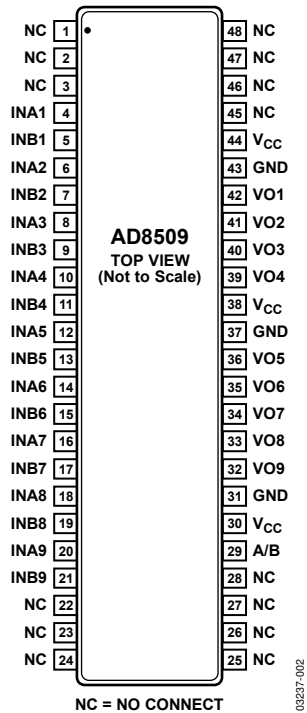 NC 1 48 NC
NC 2 47 NC
NC 3 46 NC
INA1 4 45 NC
INB1 5 44 VCC
INA2 6 43 GND
INB2 7 42 VO1
INA3 8 41 VO2
INB3 9 40 VO3
INA4 10 39 VO4
INB4 11 38 VCC
INA5 12 37 GND
INB5 13 36 VO5
INA6 14 35 VO6
INB6 15 34 VO7
INA7 16 33 VO8
INB7 17 32 VO9
INA8 18 31 GND
INB8 19 30 VCC
INA9 20 29 A/B
INB9 21 28 NC
NC 22 27 NC
NC 23 26 NC
NC 24 25 NC
AD8509
TOP VIEW
(Not to Scale)
NC = NO CONNECT
03237-002